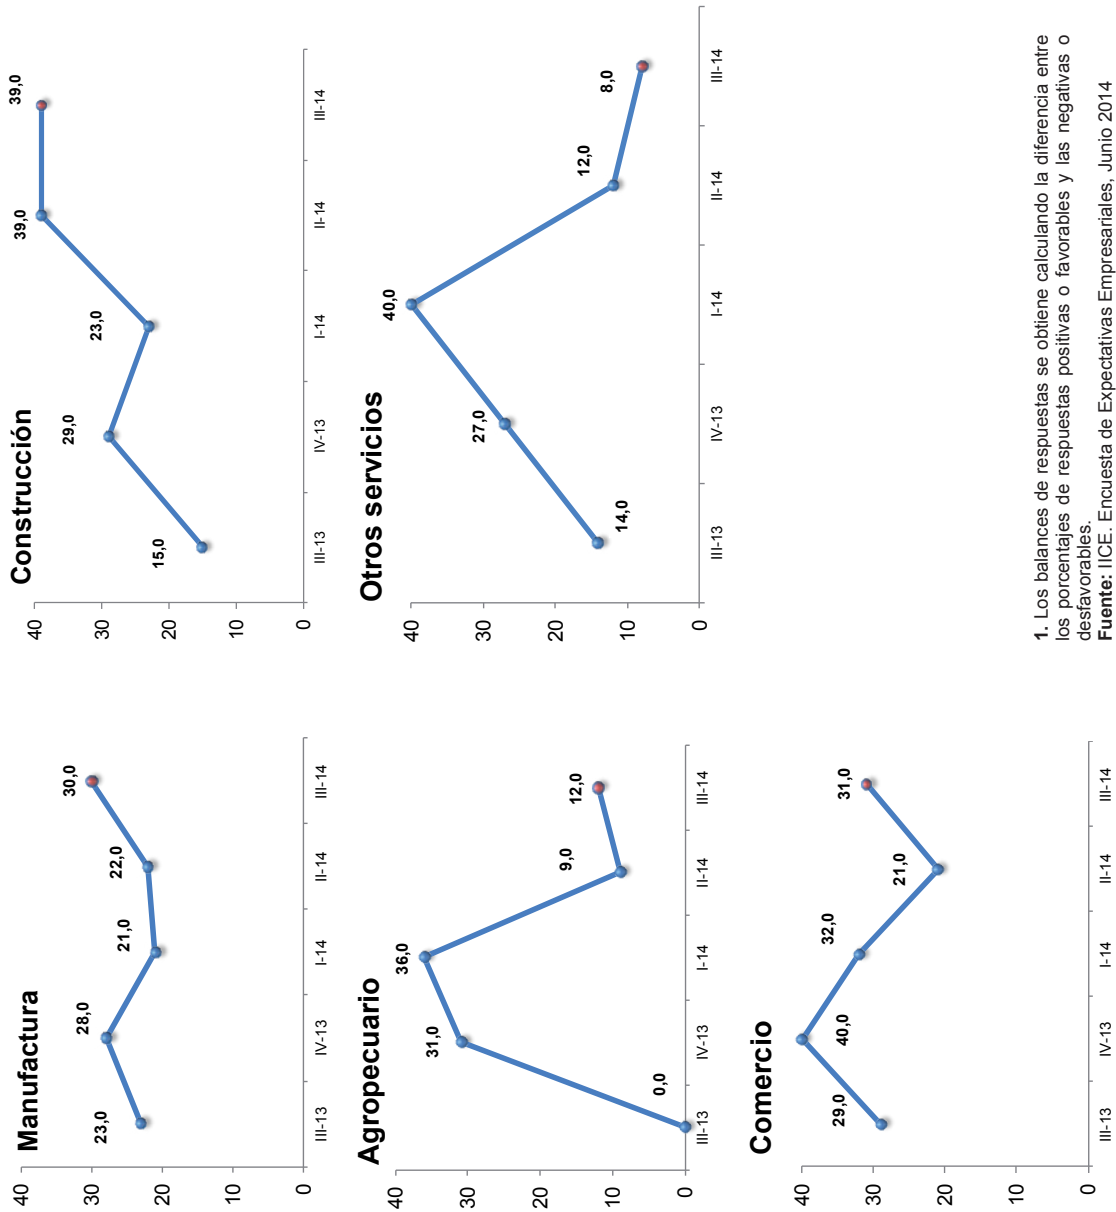 Manufactura
40
30
20
10
0
23,0
28,0
21,0
22,0
30,0
III-13
IV-13
I-14
II-14
III-14
Construcción
40
30
20
10
0
15,0
29,0
23,0
39,0
39,0
III-13
IV-13
I-14
II-14
III-14
Agropecuario
40
30
20
10
0
0,0
31,0
36,0
9,0
12,0
III-13
IV-13
I-14
II-14
III-14
Otros servicios
40
30
20
10
0
14,0
27,0
40,0
12,0
8,0
III-13
IV-13
I-14
II-14
III-14
Comercio
40
30
20
10
0
29,0
40,0
32,0
21,0
31,0
III-13
IV-13
I-14
II-14
III-14
1. Los balances de respuestas se obtiene calculando la diferencia entre
los porcentajes de respuestas positivas o favorables y las negativas o
desfavorables.
Fuente: IICE. Encuesta de Expectativas Empresariales, Junio 2014